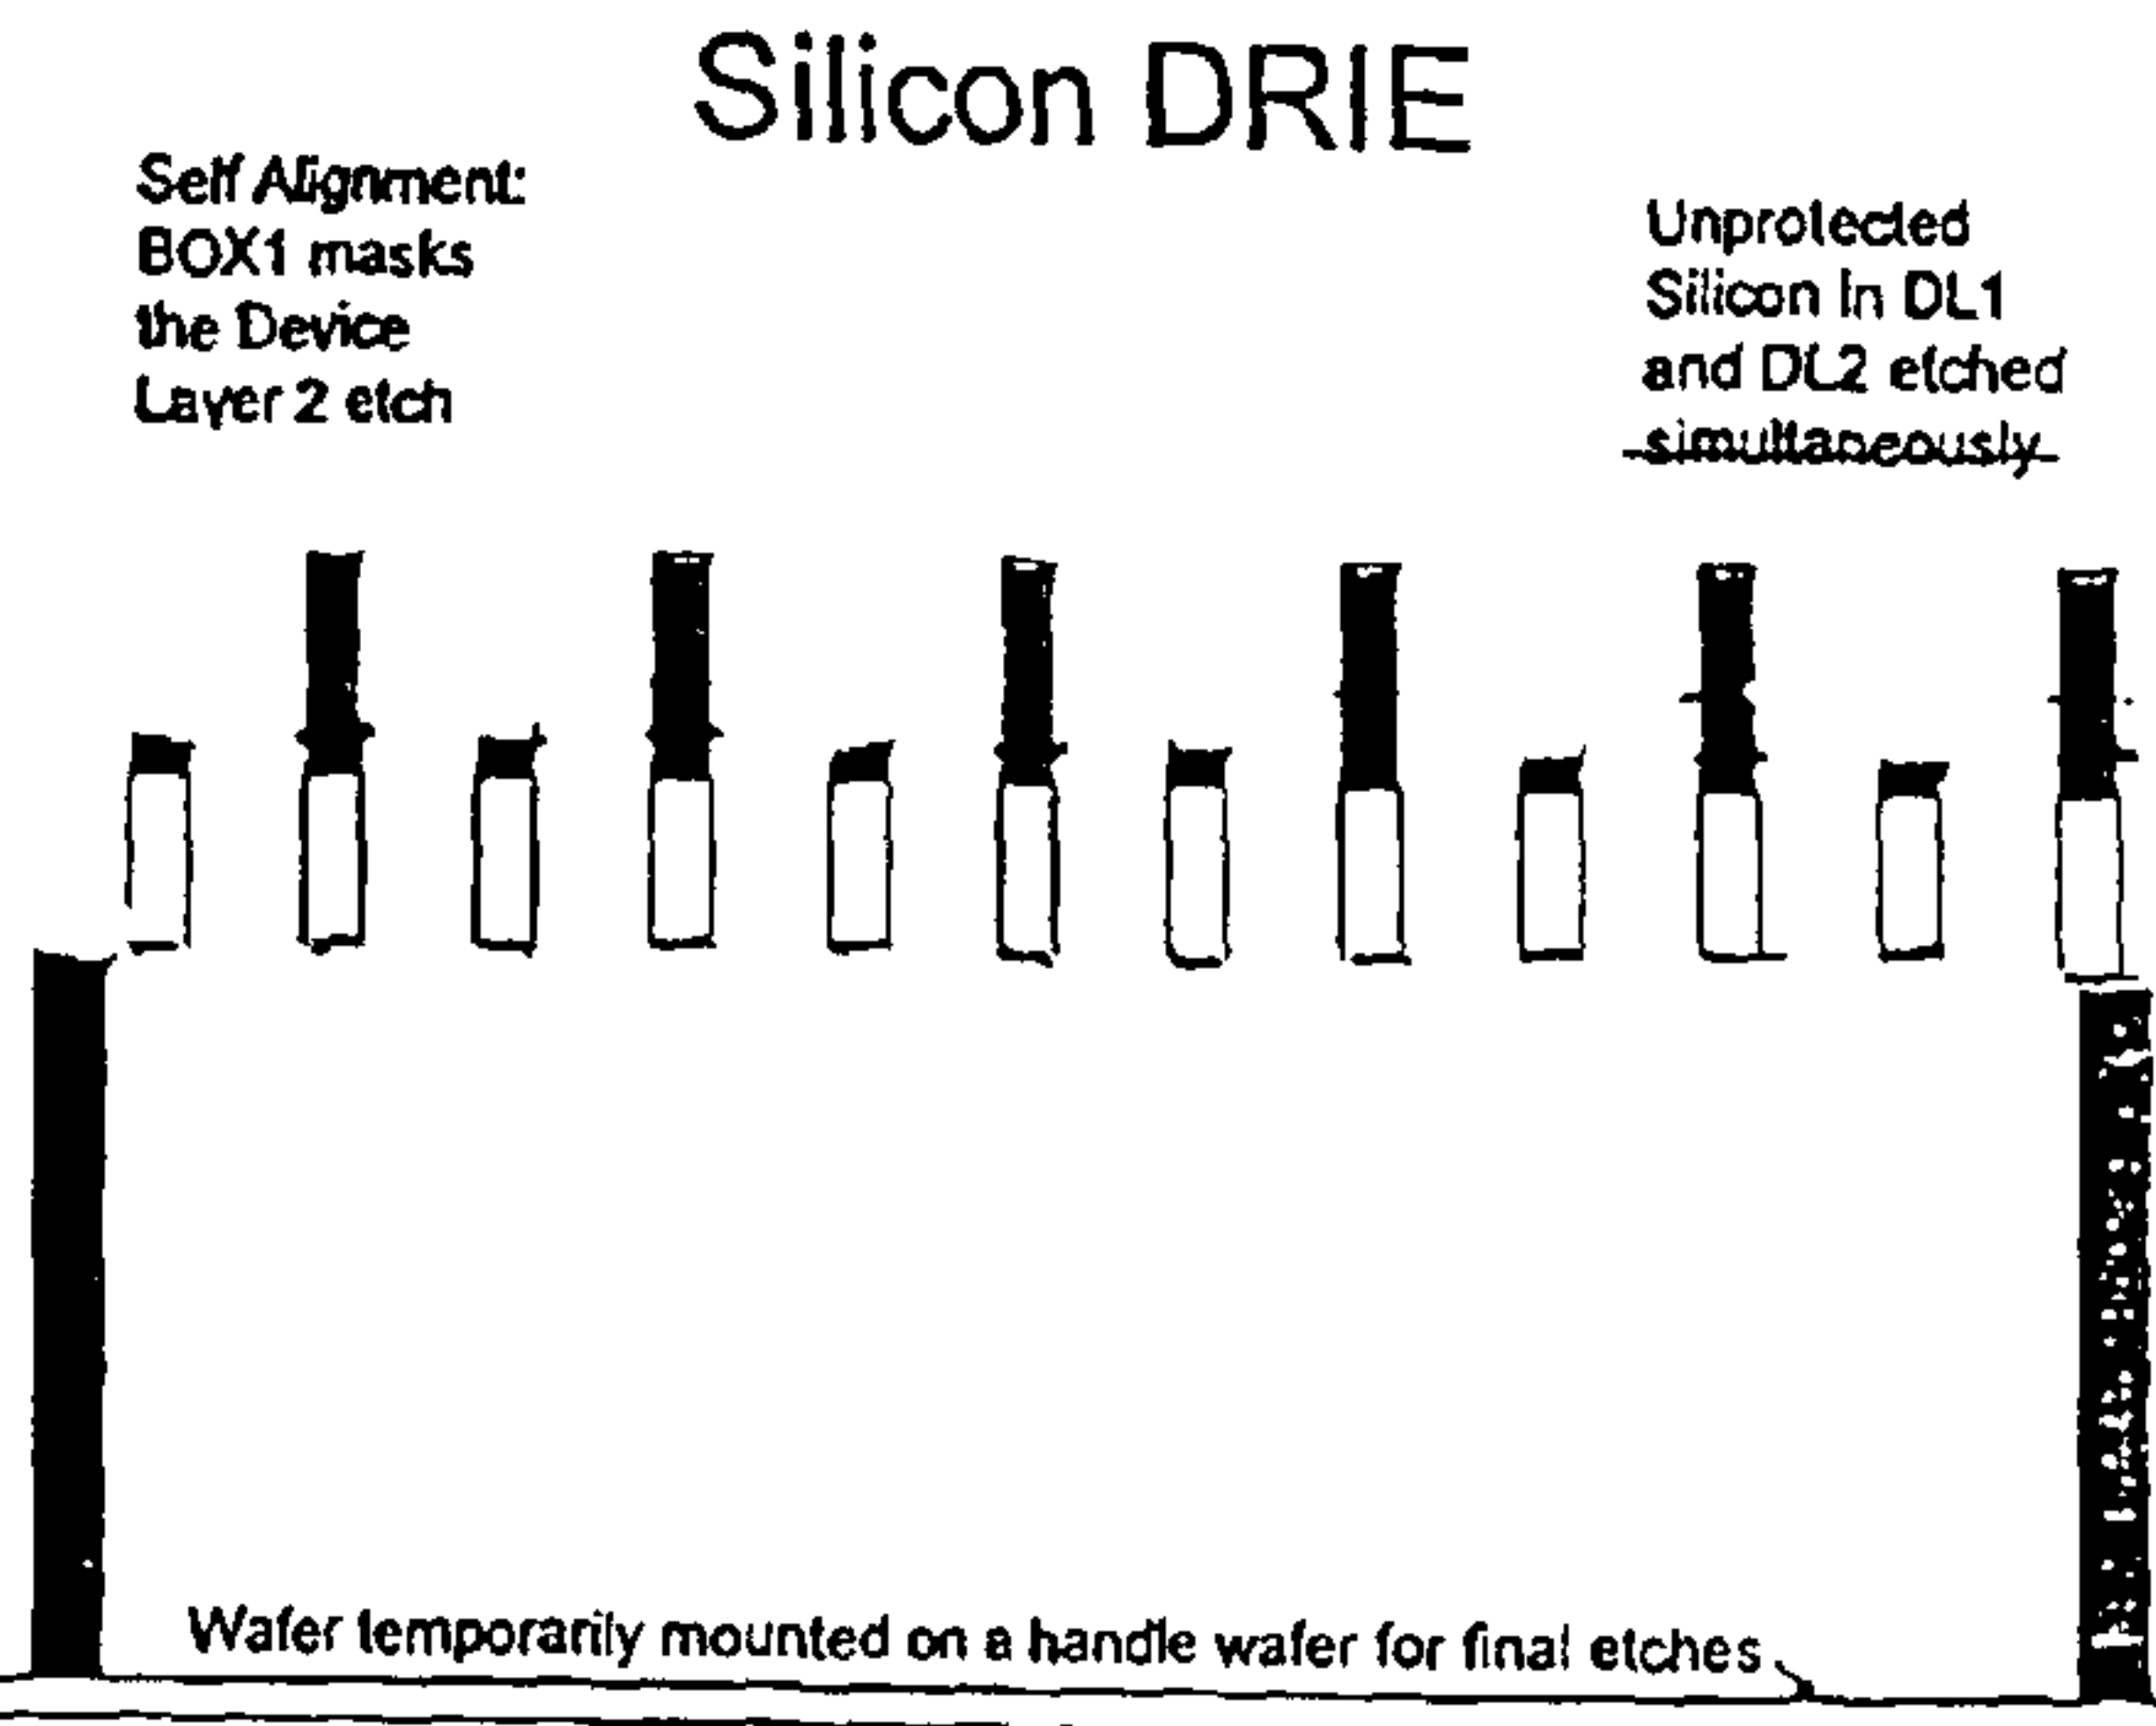 Silicon DRIE
Self Alignment:
BOX1 masks
the Device
Layer 2 etch
Unprotected
Silicon in DL1
and DL2 etched
simultaneously
Wafer temporarily mounted on a handle wafer for final etches